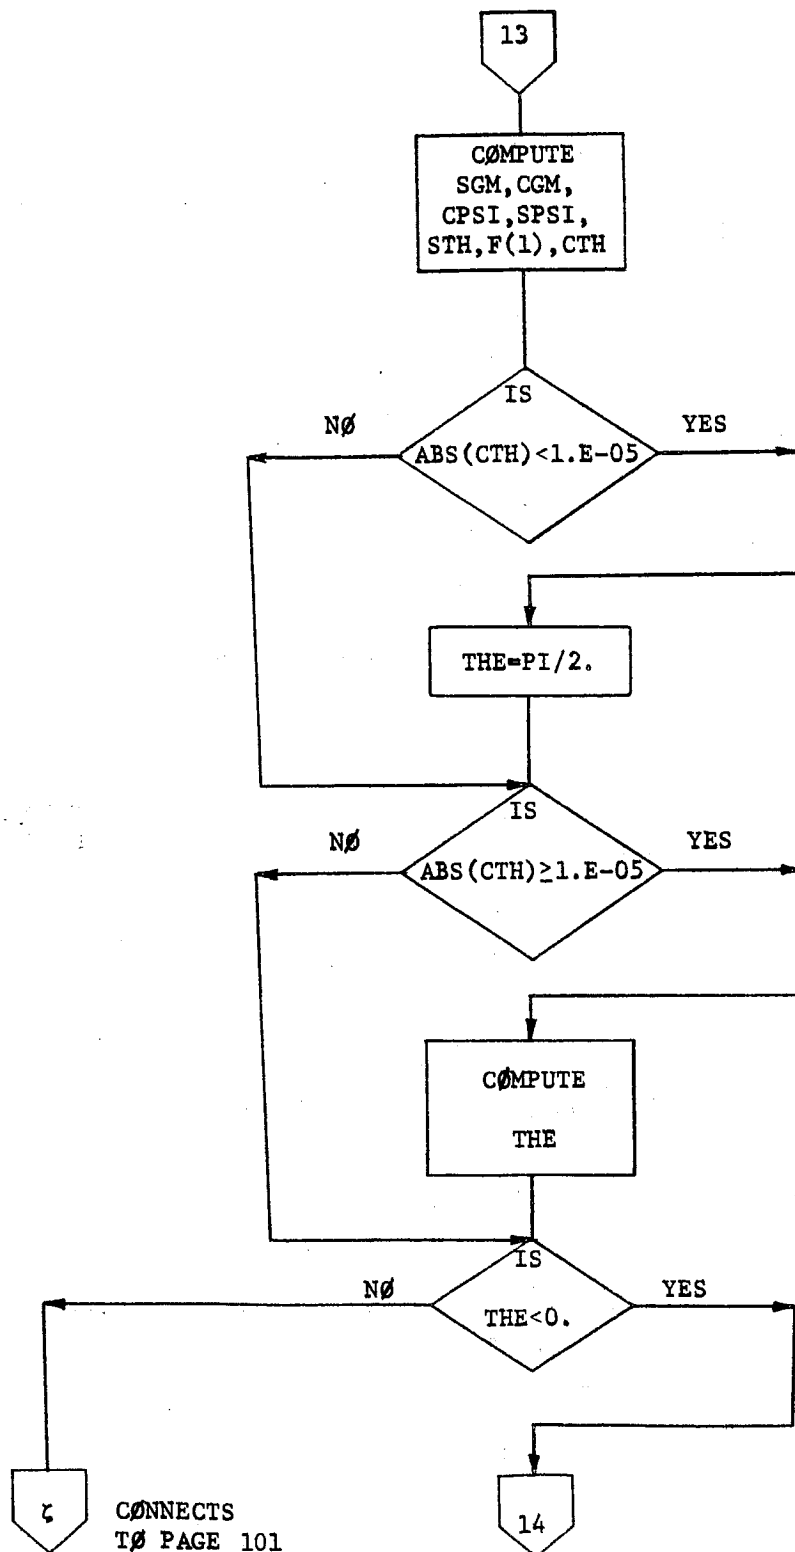 13
CØMPUTE
SGM,CGM,
CPSI,SPSI,
STH,F(1),CTH
IS
NØ
YES
ABS(CTH)<1.E-05
THE=PI/2.
IS
NØ
YES
ABS(CTH)≥1.E-05
CØMPUTE
THE
IS
NØ
YES
THE<0.
ζ
CØNNECTS
TØ PAGE 101
14